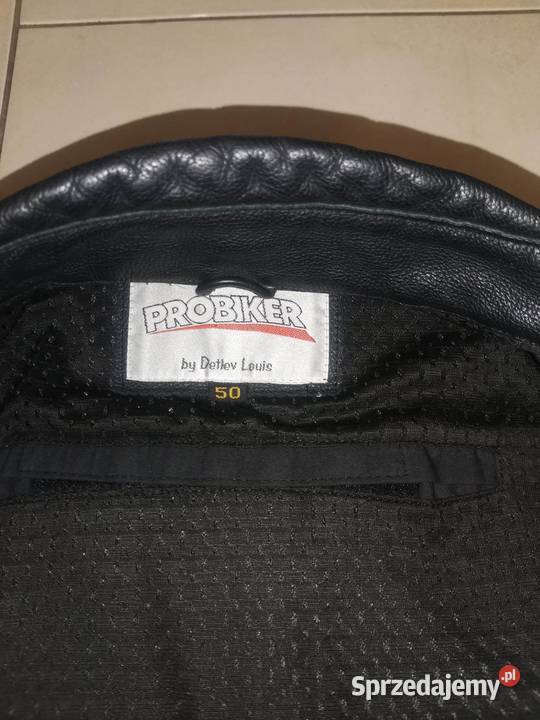 PROBIKER
by Detlev Louis
50
Sprzedajemy.pl